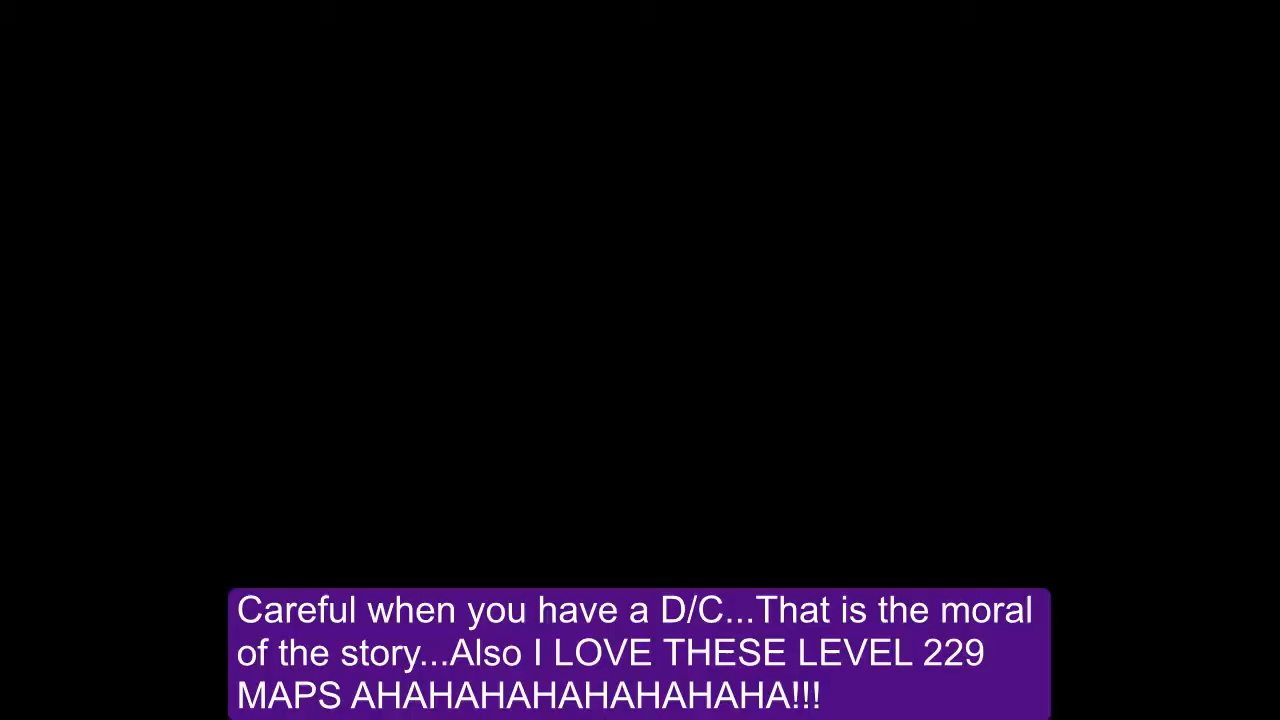 Careful when you have a D/C...That is the moral
of the story...Also I LOVE THESE LEVEL 229
MAPS AHAHAHAHAHAHAHAHA!!!